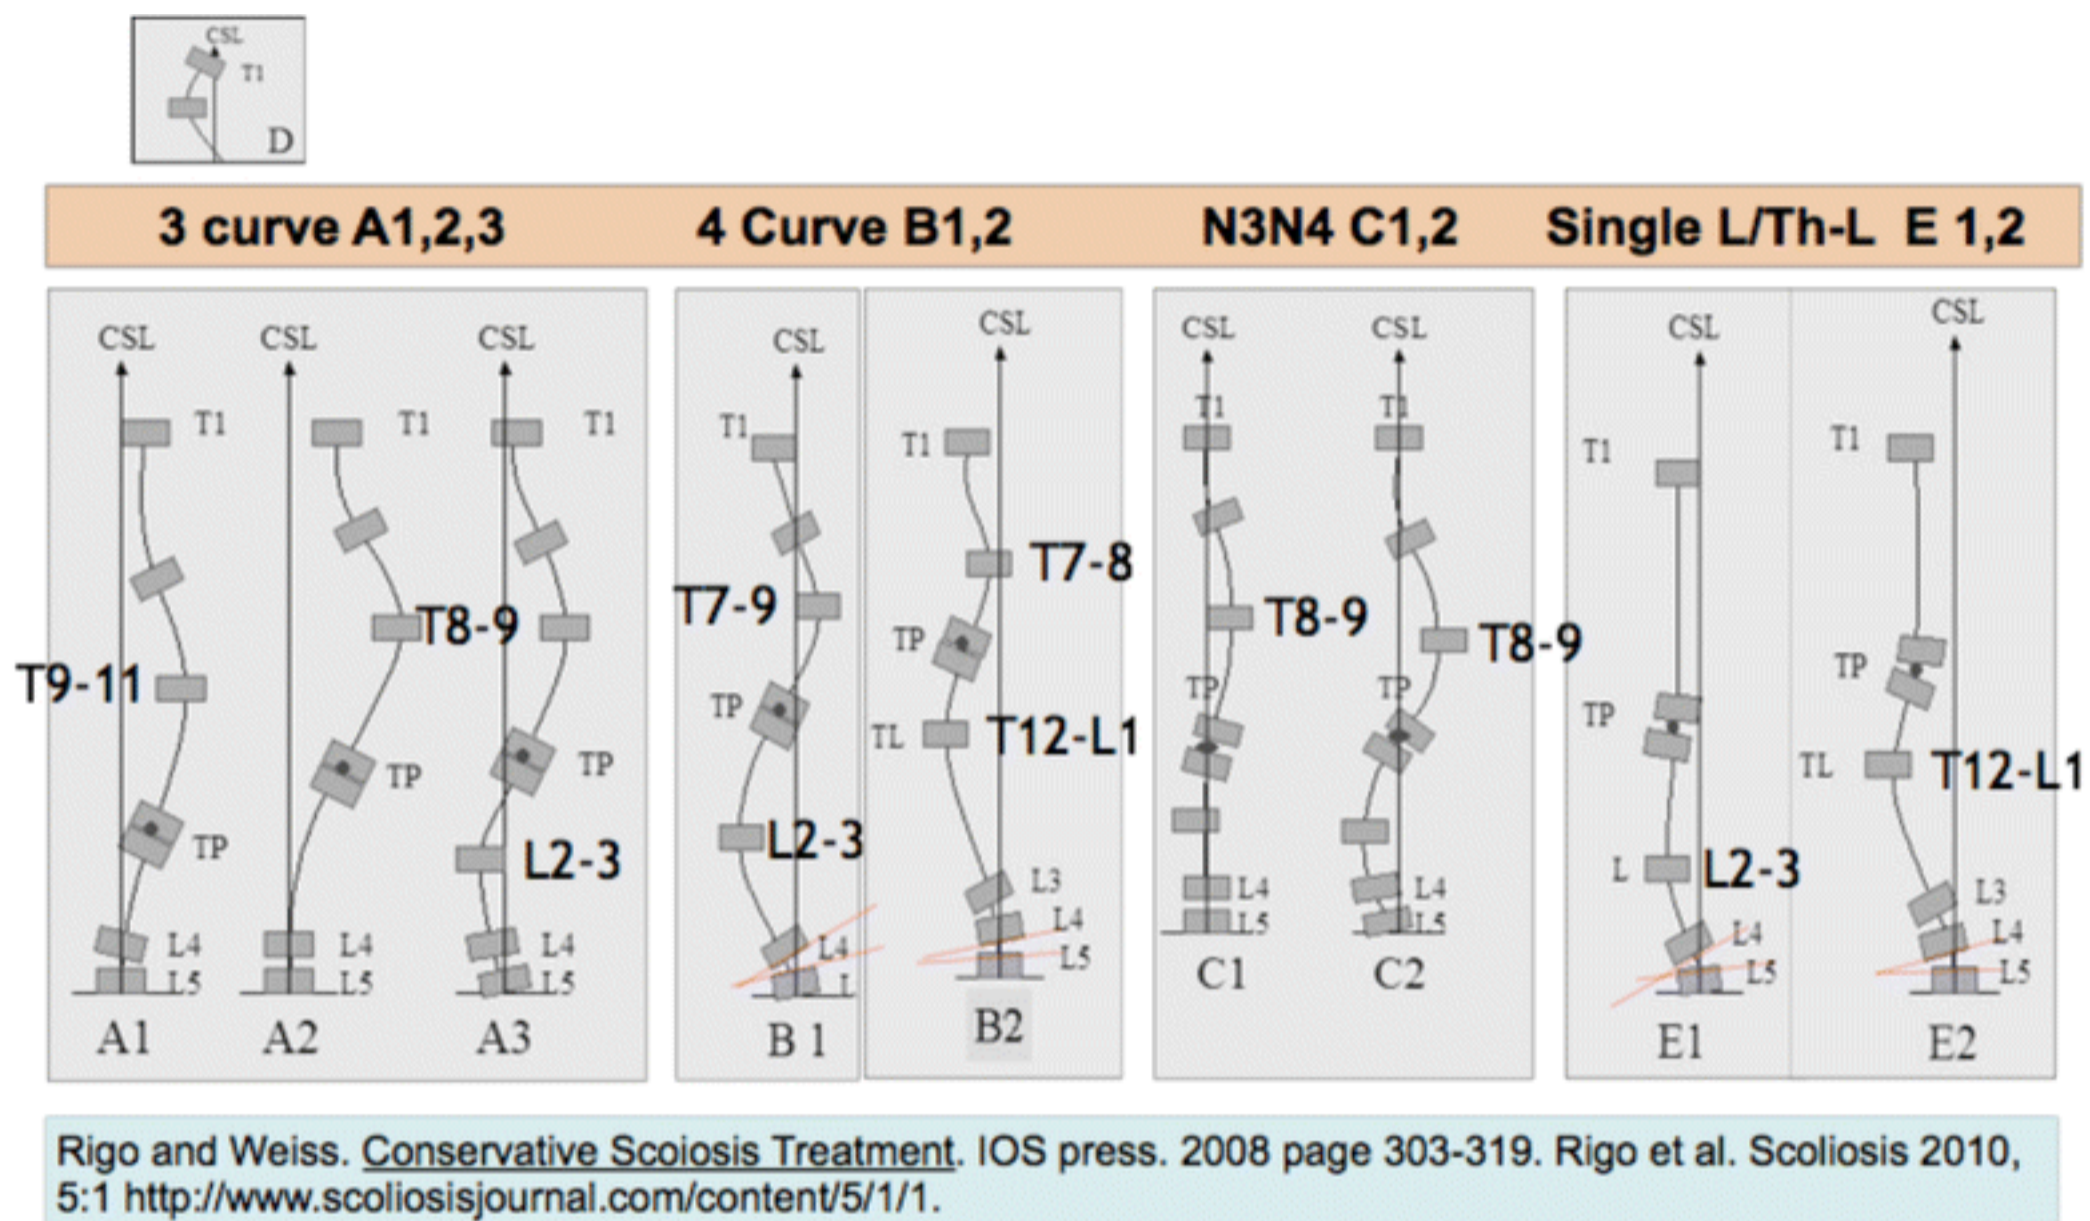 CSL
T1
D
3 curve A1,2,3
4 Curve B1,2
N3N4 C1,2
Single L/Th-L E 1,2
CSL
T1
T9-11
TP
L4
L5
A1
CSL
T1
T8-9
TP
L4
L5
A2
CSL
T1
TP
L2-3
L4
L5
A3
CSL
T1
T7-9
TP
L2-3
L4
L
B 1
CSL
T1
T7-8
TP
TL
T12-L1
L3
L4
L5
B2
CSL
T1
T8-9
TP
L4
L5
C1
CSL
T1
T8-9
TP
L4
L5
C2
CSL
T1
TP
L
L2-3
L4
L5
E1
CSL
T1
TP
TL
T12-L1
L3
L4
L5
E2
Rigo and Weiss. Conservative Scoiosis Treatment. IOS press. 2008 page 303-319. Rigo et al. Scoliosis 2010,
5:1 http://www.scoliosisjournal.com/content/5/1/1.